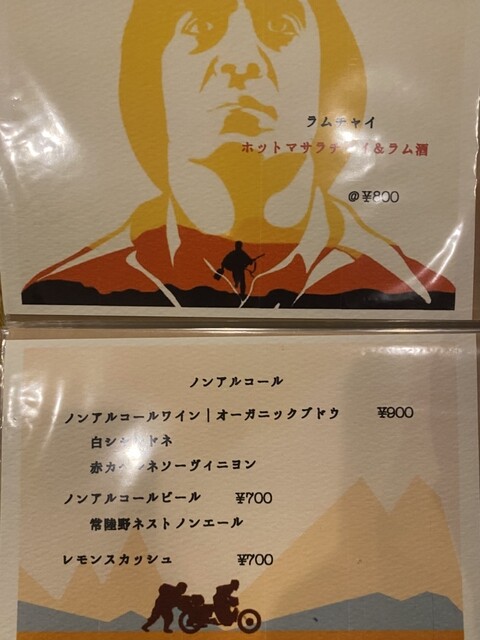 ラムチャイ
ホットマサラチャイ＆ラム酒
@¥800
ノンアルコール
ノンアルコールワイン｜オーガニックブドウ ¥900
白シャルドネ
赤カベルネソーヴィニヨン
ノンアルコールビール ¥700
常陸野ネストノンエール
レモンスカッシュ ¥700